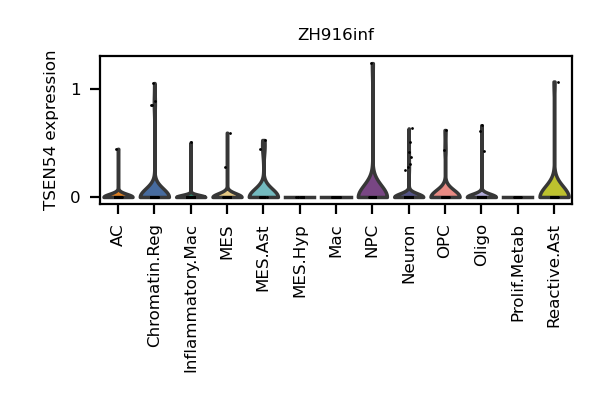 ZH916inf
TSEN54 expression
1
0
AC
Chromatin.Reg
Inflammatory.Mac
MES
MES.Ast
MES.Hyp
Mac
NPC
Neuron
OPC
Oligo
Prolif.Metab
Reactive.Ast